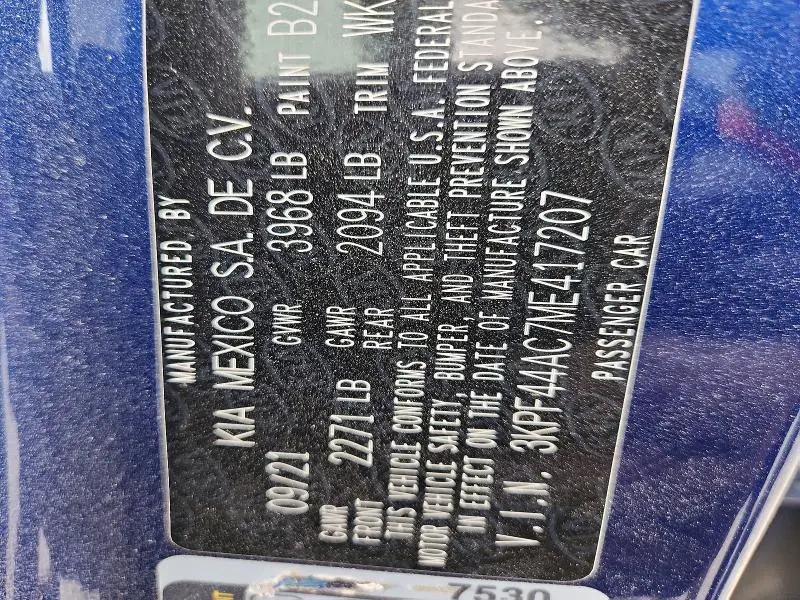 MANUFACTURED BY
KIA MEXICO S.A. DE C.V.
09/21 GVWR 3968 LB PAINT B2
GAWR FRONT 2271 LB GAWR REAR 2094 LB TRIM WK
THIS VEHICLE CONFORMS TO ALL APPLICABLE U.S.A. FEDERAL
MOTOR VEHICLE SAFETY, BUMPER, AND THEFT PREVENTION STANDA
IN EFFECT ON THE DATE OF MANUFACTURE SHOWN ABOVE.
V.I.N. 3KPF44AC7NE417207
PASSENGER CAR
7530